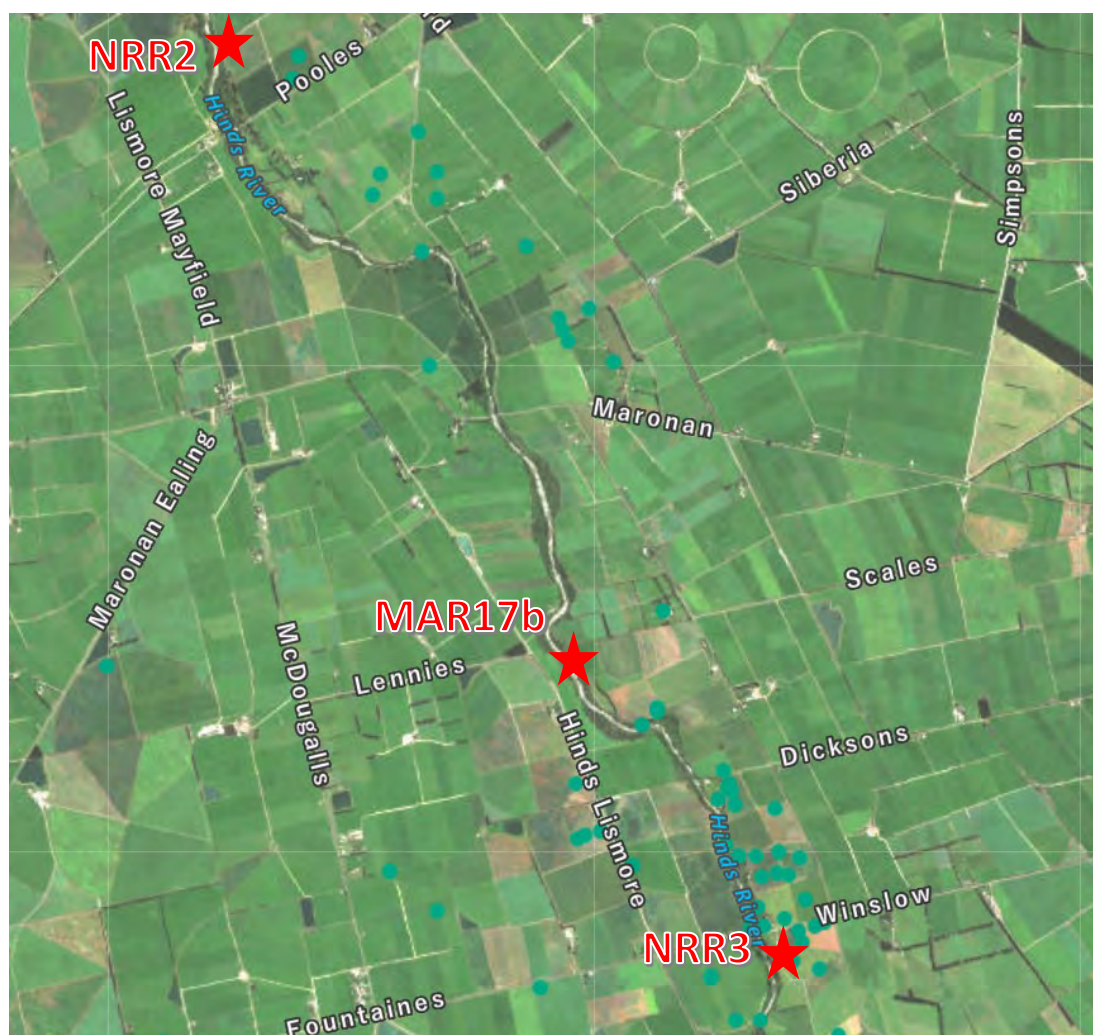 NRR2
Pooles
rd
Hinds River
Lismore Mayfield
Siberia
Simpsons
Maronan
Maronan Ealing
Scales
MAR17b
McDougalls
Lennies
Hinds Lismore
Dicksons
Hinds River
Winslow
NRR3
Fountaines